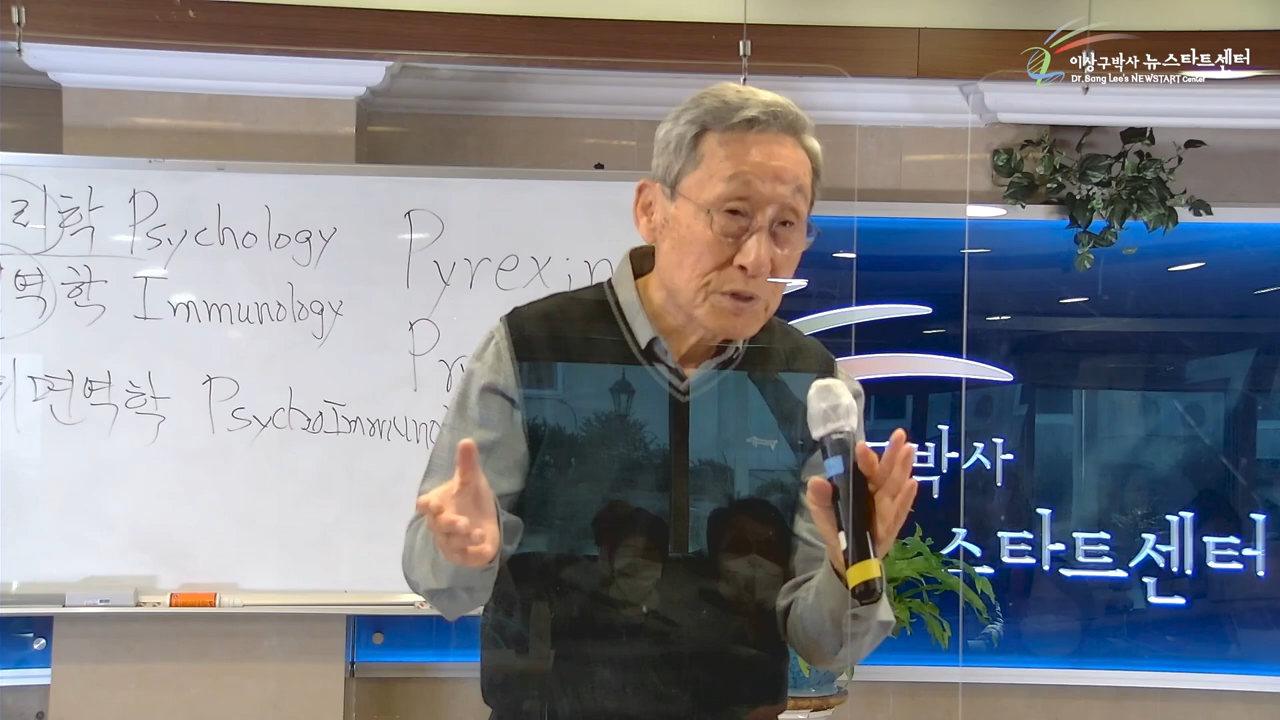 이상구박사 뉴스타트센터
Dr.Sang Lee's NEWSTART Center
리학 Psychology
역학 Immunology
면역학 PsychoImmuno
Pyrexin
박사
스타트센터